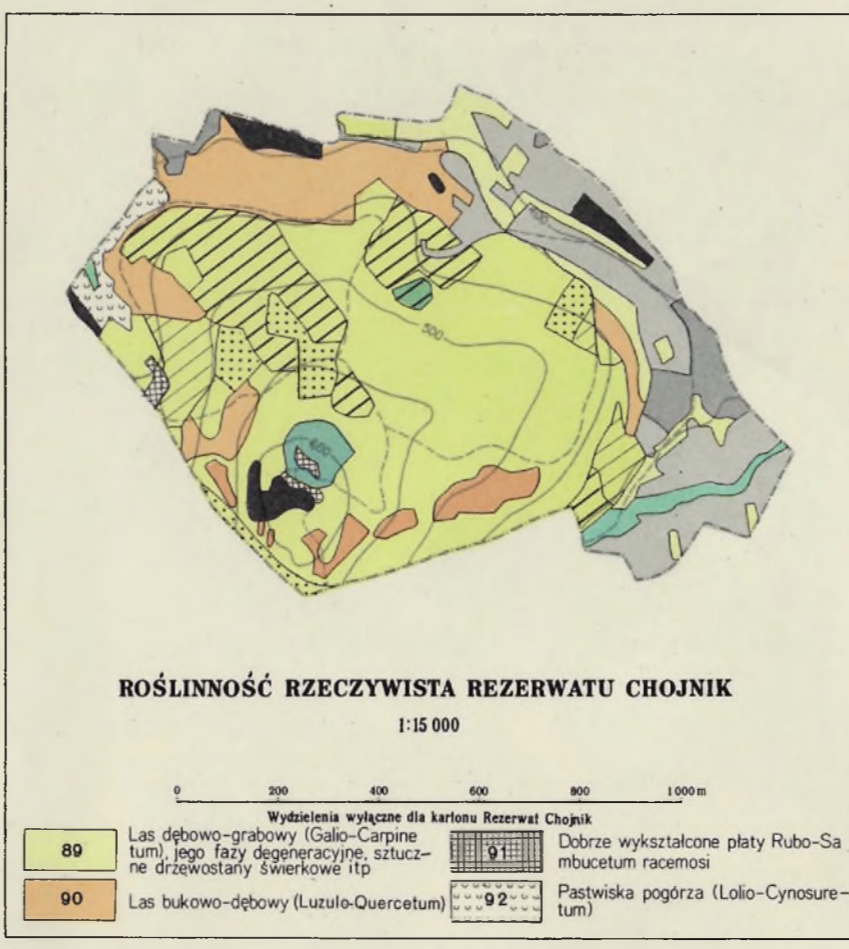 400
500
600
ROŚLINNOŚĆ RZECZYWISTA REZERWATU CHOJNIK
1:15 000
0 200 400 600 800 1000 m
Wydzielenia wyłączne dla kartonu Rezerwat Chojnik
89
Las dębowo-grabowy (Galio-Carpine
tum), jego fazy degeneracyjne, sztucz-
ne drzewostany świerkowe itp
90
Las bukowo-dębowy (Luzulo-Quercetum)
91
Dobrze wykształcone płaty Rubo-Sa
mbucetum racemosi
92
Pastwiska pogórza (Lolio-Cynosure-
tum)